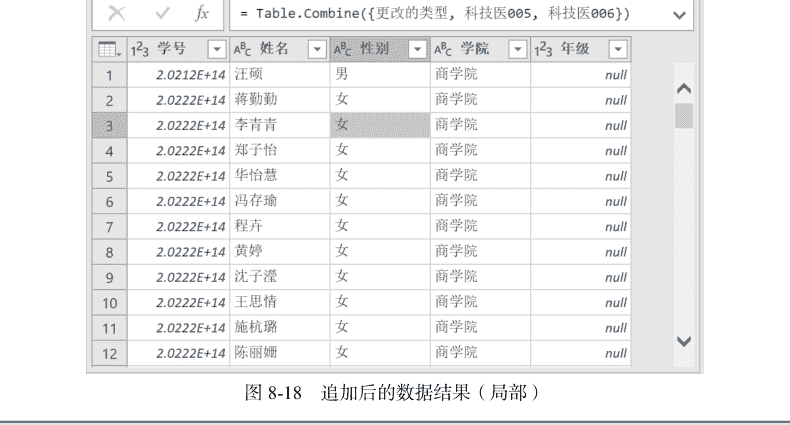 fx = Table.Combine({更改的类型, 科技医005, 科技医006})
1²3 学号 ABC 姓名 ABC 性别 ABC 学院 1²3 年级
1 2.0212E+14 汪硕 男 商学院 null
2 2.0222E+14 蒋勤勤 女 商学院 null
3 2.0222E+14 李青青 女 商学院 null
4 2.0222E+14 郑子怡 女 商学院 null
5 2.0222E+14 华怡慧 女 商学院 null
6 2.0222E+14 冯存瑜 女 商学院 null
7 2.0222E+14 程卉 女 商学院 null
8 2.0222E+14 黄婷 女 商学院 null
9 2.0222E+14 沈子滢 女 商学院 null
10 2.0222E+14 王思情 女 商学院 null
11 2.0222E+14 施杭璐 女 商学院 null
12 2.0222E+14 陈丽姗 女 商学院 null
图 8-18 追加后的数据结果（局部）